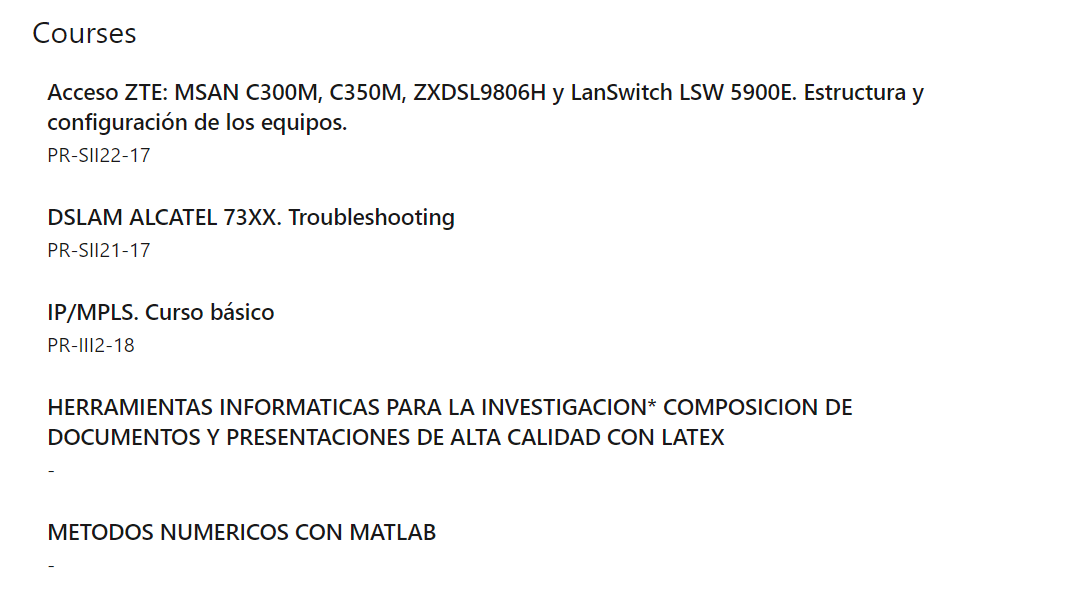 Courses
Acceso ZTE: MSAN C300M, C350M, ZXDSL9806H y LanSwitch LSW 5900E. Estructura y
configuración de los equipos.
PR-SII22-17
DSLAM ALCATEL 73XX. Troubleshooting
PR-SII21-17
IP/MPLS. Curso básico
PR-III2-18
HERRAMIENTAS INFORMATICAS PARA LA INVESTIGACION* COMPOSICION DE
DOCUMENTOS Y PRESENTACIONES DE ALTA CALIDAD CON LATEX
-
METODOS NUMERICOS CON MATLAB
-